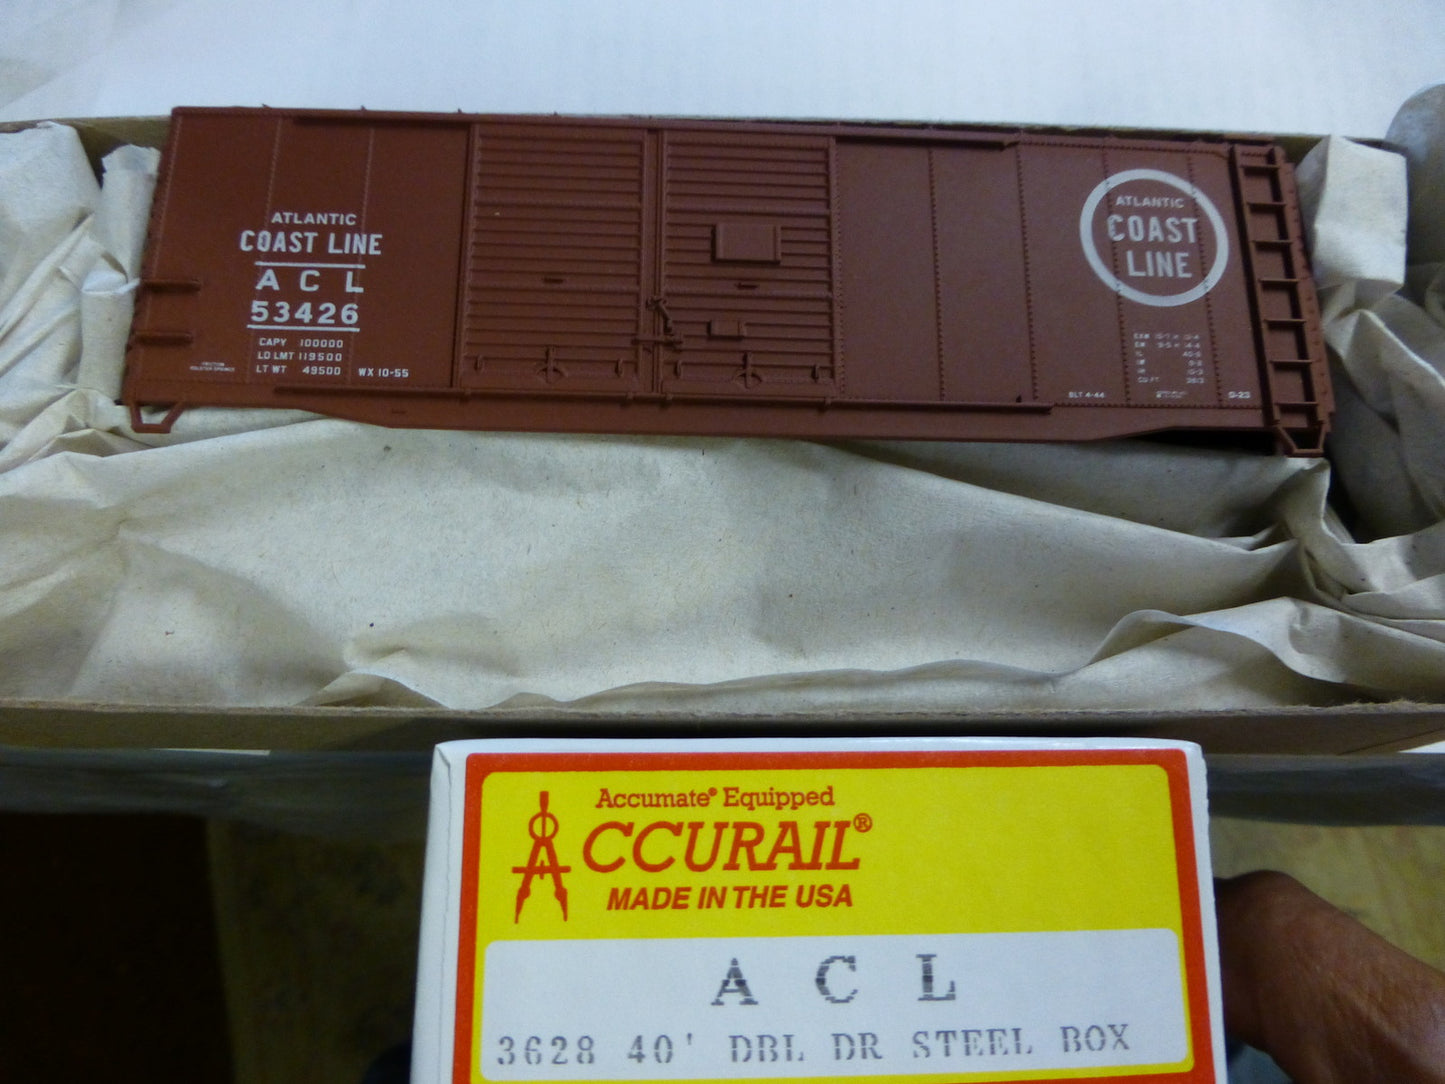 ATLANTIC
COAST LINE
A C L
53426
CAPY 100000
LD LMT 119500
LT WT 49500 WX 10-55
ATLANTIC
COAST
LINE
BLT 4-44
Accumate® Equipped
ACCURAIL®
MADE IN THE USA
A C L
3628 40' DBL DR STEEL BOX